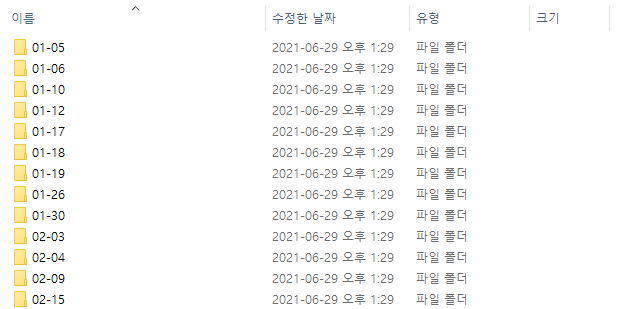 이름 수정한 날짜 유형 크기
01-05 2021-06-29 오후 1:29 파일 폴더
01-06 2021-06-29 오후 1:29 파일 폴더
01-10 2021-06-29 오후 1:29 파일 폴더
01-12 2021-06-29 오후 1:29 파일 폴더
01-17 2021-06-29 오후 1:29 파일 폴더
01-18 2021-06-29 오후 1:29 파일 폴더
01-19 2021-06-29 오후 1:29 파일 폴더
01-26 2021-06-29 오후 1:29 파일 폴더
01-30 2021-06-29 오후 1:29 파일 폴더
02-03 2021-06-29 오후 1:29 파일 폴더
02-04 2021-06-29 오후 1:29 파일 폴더
02-09 2021-06-29 오후 1:29 파일 폴더
02-15 2021-06-29 오후 1:29 파일 폴더